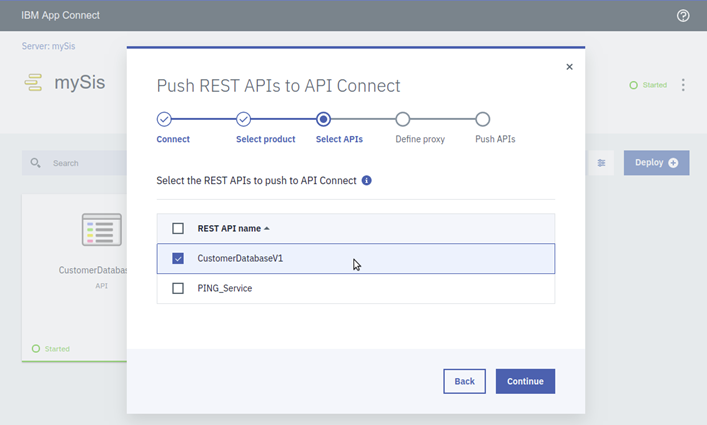 IBM App Connect
Server: mySis
mySis
Started
Search
Deploy
CustomerDatabas
API
Started
Push REST APIs to API Connect
Connect
Select product
Select APIs
Define proxy
Push APIs
Select the REST APIs to push to API Connect
REST API name
CustomerDatabaseV1
PING_Service
Back
Continue